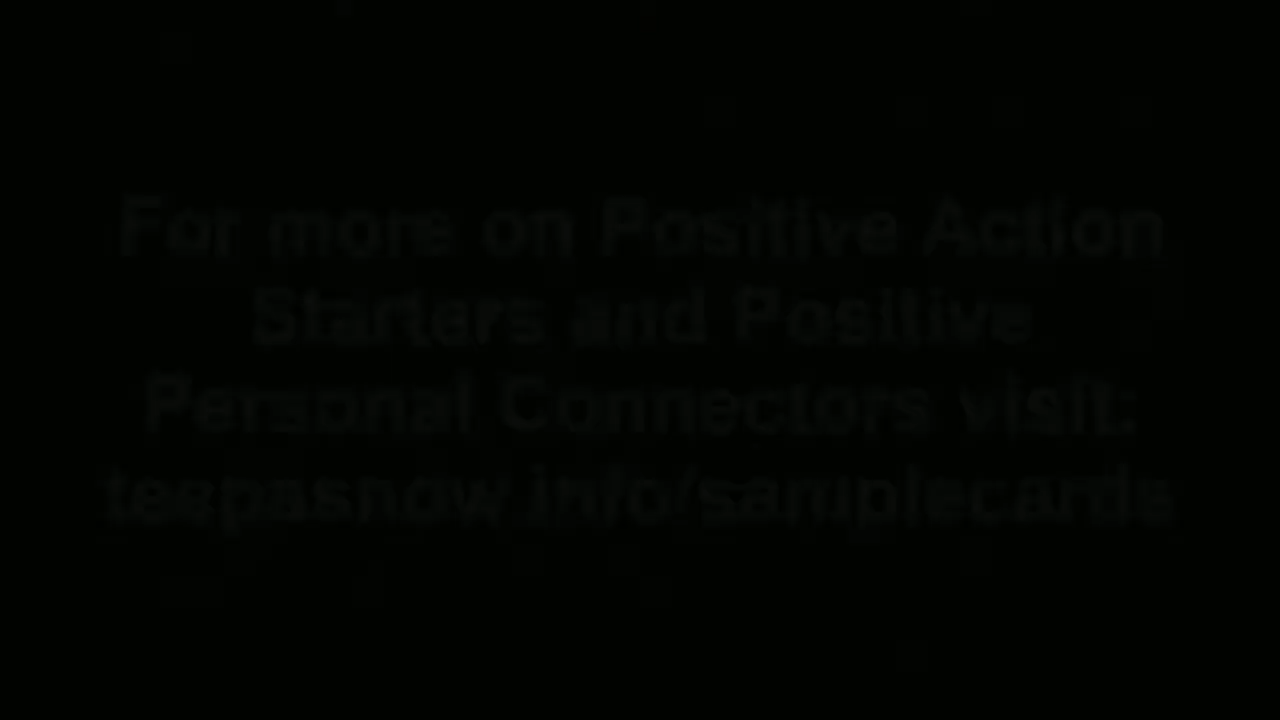 For more on Positive Action
Starters and Positive
Personal Connectors visit:
teepasnow.info/samplecards